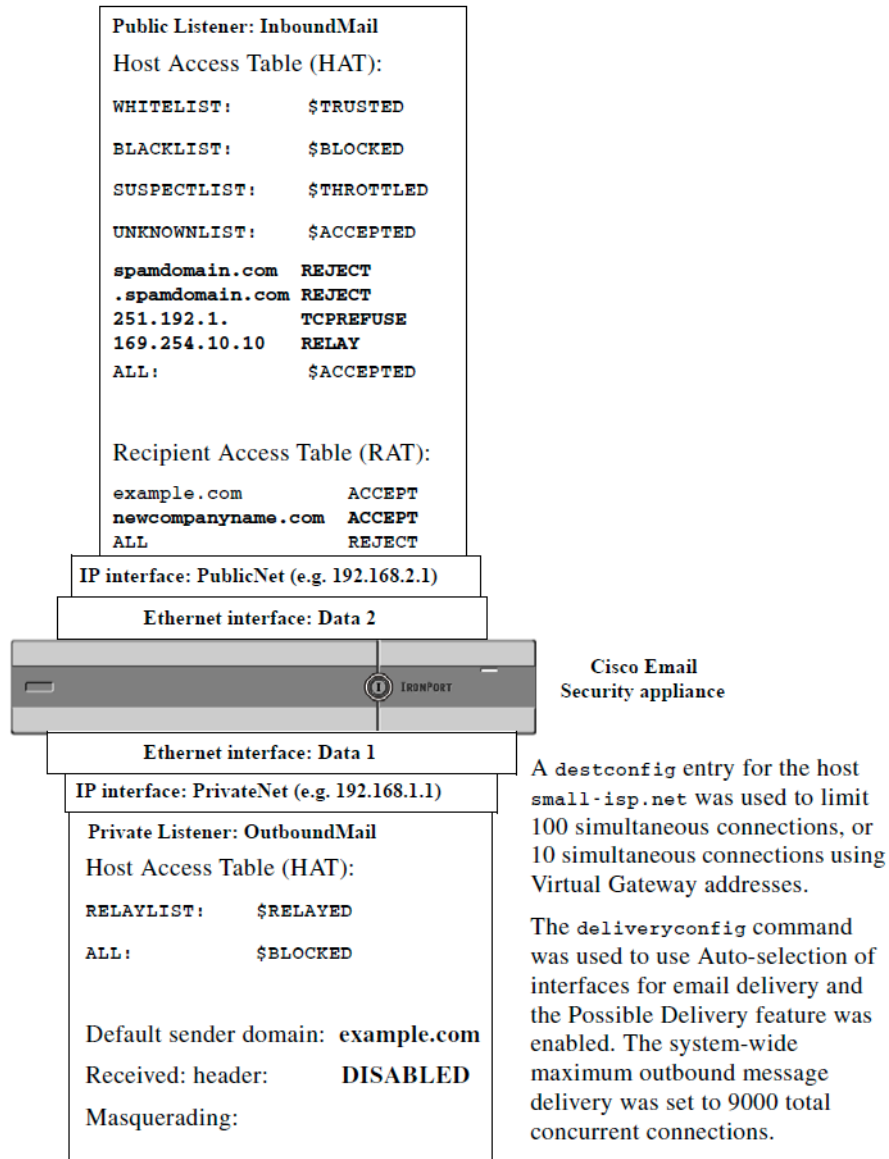 Public Listener: InboundMail
Host Access Table (HAT):
WHITELIST: $TRUSTED
BLACKLIST: $BLOCKED
SUSPECTLIST: $THROTTLED
UNKNOWNLIST: $ACCEPTED
spamdomain.com REJECT
.spamdomain.com REJECT
251.192.1. TCPREFUSE
169.254.10.10 RELAY
ALL: $ACCEPTED
Recipient Access Table (RAT):
example.com ACCEPT
newcompanyname.com ACCEPT
ALL REJECT
IP interface: PublicNet (e.g. 192.168.2.1)
Ethernet interface: Data 2
IRONPORT
Cisco Email
Security appliance
Ethernet interface: Data 1
IP interface: PrivateNet (e.g. 192.168.1.1)
Private Listener: OutboundMail
Host Access Table (HAT):
RELAYLIST: $RELAYED
ALL: $BLOCKED
Default sender domain: example.com
Received: header: DISABLED
Masquerading:
A destconfig entry for the host
small-isp.net was used to limit
100 simultaneous connections, or
10 simultaneous connections using
Virtual Gateway addresses.
The deliveryconfig command
was used to use Auto-selection of
interfaces for email delivery and
the Possible Delivery feature was
enabled. The system-wide
maximum outbound message
delivery was set to 9000 total
concurrent connections.